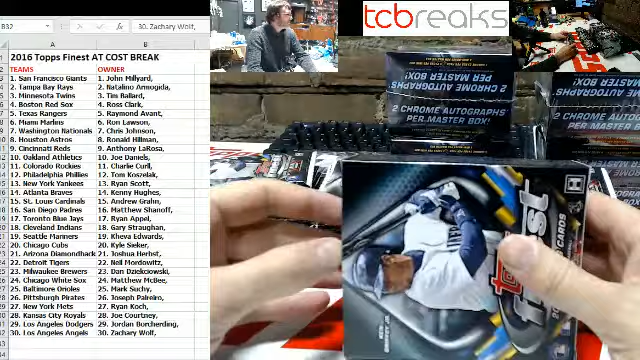 B32
30. Zachary Wolf,
A B
2016 Topps Finest AT COST BREAK
TEAMS OWNER
1. San Francisco Giants 1. John Millyard,
2. Tampa Bay Rays 2. Natalino Armogida,
3. Minnesota Twins 3. Tim Ballard,
4. Boston Red Sox 4. Ross Clark,
5. Texas Rangers 5. Raymond Avant,
6. Miami Marlins 6. Ron Lawson,
7. Washington Nationals 7. Chris Johnson,
8. Houston Astros 8. Ronald Hillman,
9. Cincinnati Reds 9. Anthony LaRosa,
10. Oakland Athletics 10. Joe Daniels,
11. Colorado Rockies 11. Charlie Curll,
12. Philadelphia Phillies 12. Tom Koszelak,
13. New York Yankees 13. Ryan Scott,
14. Atlanta Braves 14. Kenny Hughes,
15. St. Louis Cardinals 15. Andrew Grahn,
16. San Diego Padres 16. Matthew Shanoff,
17. Toronto Blue Jays 17. Ryan Appel,
18. Cleveland Indians 18. Gary Straughan,
19. Seattle Mariners 19. Kheva Edwards,
20. Chicago Cubs 20. Kyle Sieker,
21. Arizona Diamondback 21. Joshua Herbst,
22. Detroit Tigers 22. Neil Mordowitz,
23. Milwaukee Brewers 23. Dan Dziekciowski,
24. Chicago White Sox 24. Matthew McBee,
25. Baltimore Orioles 25. Mark Suchy,
26. Pittsburgh Pirates 26. Joseph Palreiro,
27. New York Mets 27. Ryan Koch,
28. Kansas City Royals 28. Joe Courtney,
29. Los Angeles Dodgers 29. Jordan Borcherding,
30. Los Angeles Angels 30. Zachary Wolf,
tcbreaks
2 CHROME AUTOGRAPHS
PER MASTER BOX!
2 CHROME AUTOGRAPHS
PER MASTER BOX!